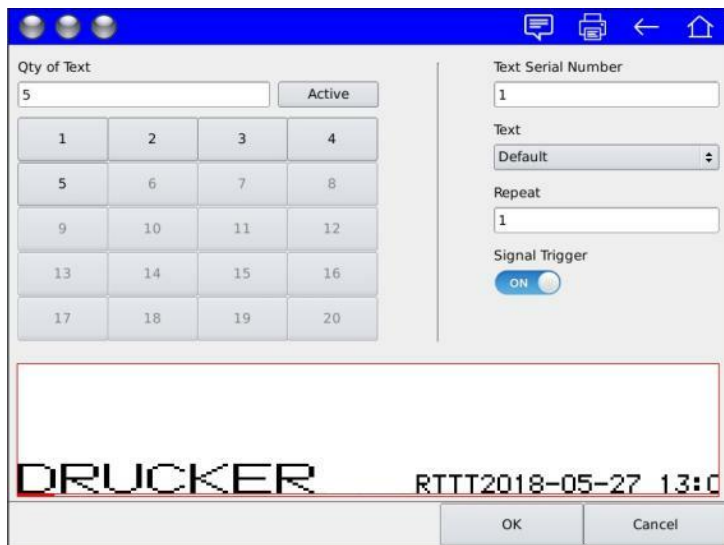 Qty of Text
5
Active
1 2 3 4
5 6 7 8
9 10 11 12
13 14 15 16
17 18 19 20
Text Serial Number
1
Text
Default
Repeat
1
Signal Trigger
ON
DRUCKER RTTT2018-05-27 13:0
OK Cancel